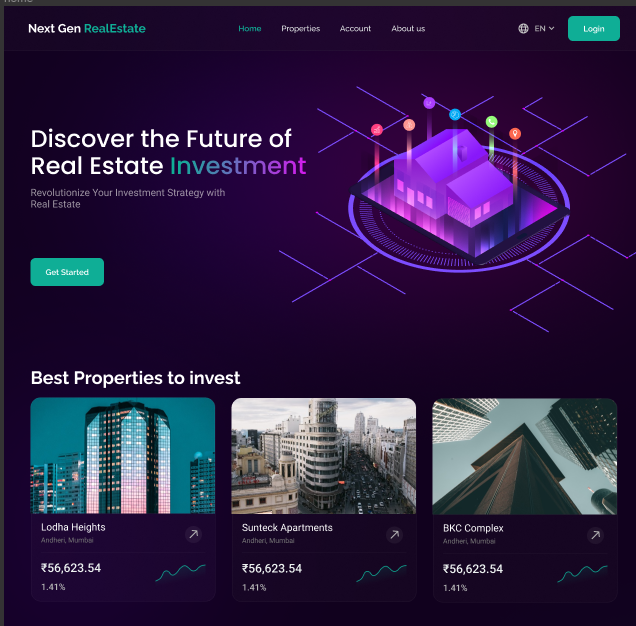 Home
Next Gen RealEstate
Home Properties Account About us EN Login
Discover the Future of
Real Estate Investment
Revolutionize Your Investment Strategy with
Real Estate
Get Started
Best Properties to invest
Lodha Heights
Andheri, Mumbai
₹56,623.54
1.41%
Sunteck Apartments
Andheri, Mumbai
₹56,623.54
1.41%
BKC Complex
Andheri, Mumbai
₹56,623.54
1.41%